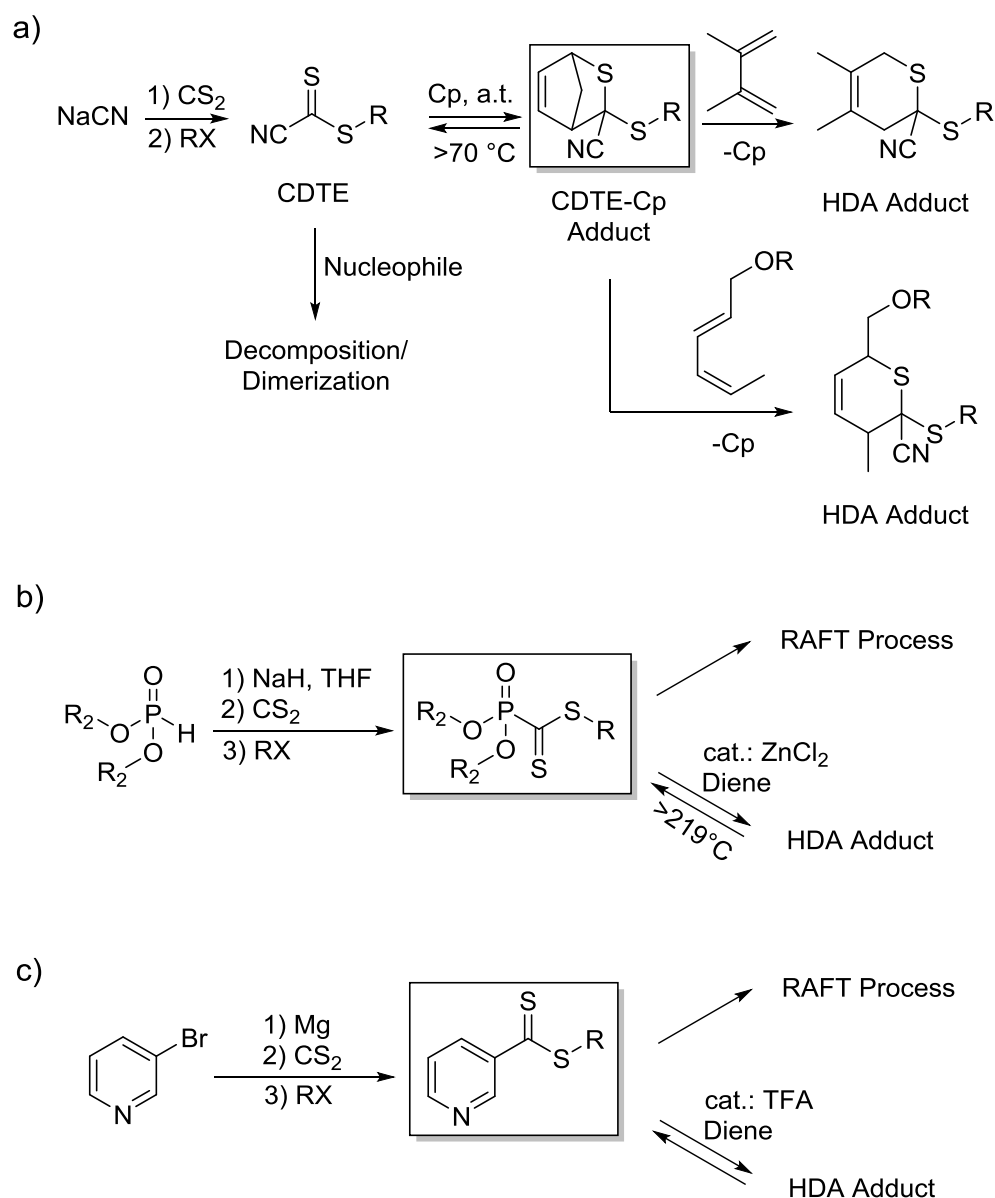 a)
NaCN
1) CS2
2) RX
S
NC
S
R
CDTE
Cp, a.t.
>70 °C
S
S
R
NC
CDTE-Cp
Adduct
-Cp
S
S
R
NC
HDA Adduct
Nucleophile
Decomposition/
Dimerization
OR
-Cp
OR
S
S
R
CN
HDA Adduct
b)
O
R2
O
P
H
O
R2
1) NaH, THF
2) CS2
3) RX
O
R2
O
P
S
R
O
R2
S
RAFT Process
cat.: ZnCl2
Diene
>219°C
HDA Adduct
c)
Br
N
1) Mg
2) CS2
3) RX
S
S
R
N
RAFT Process
cat.: TFA
Diene
HDA Adduct